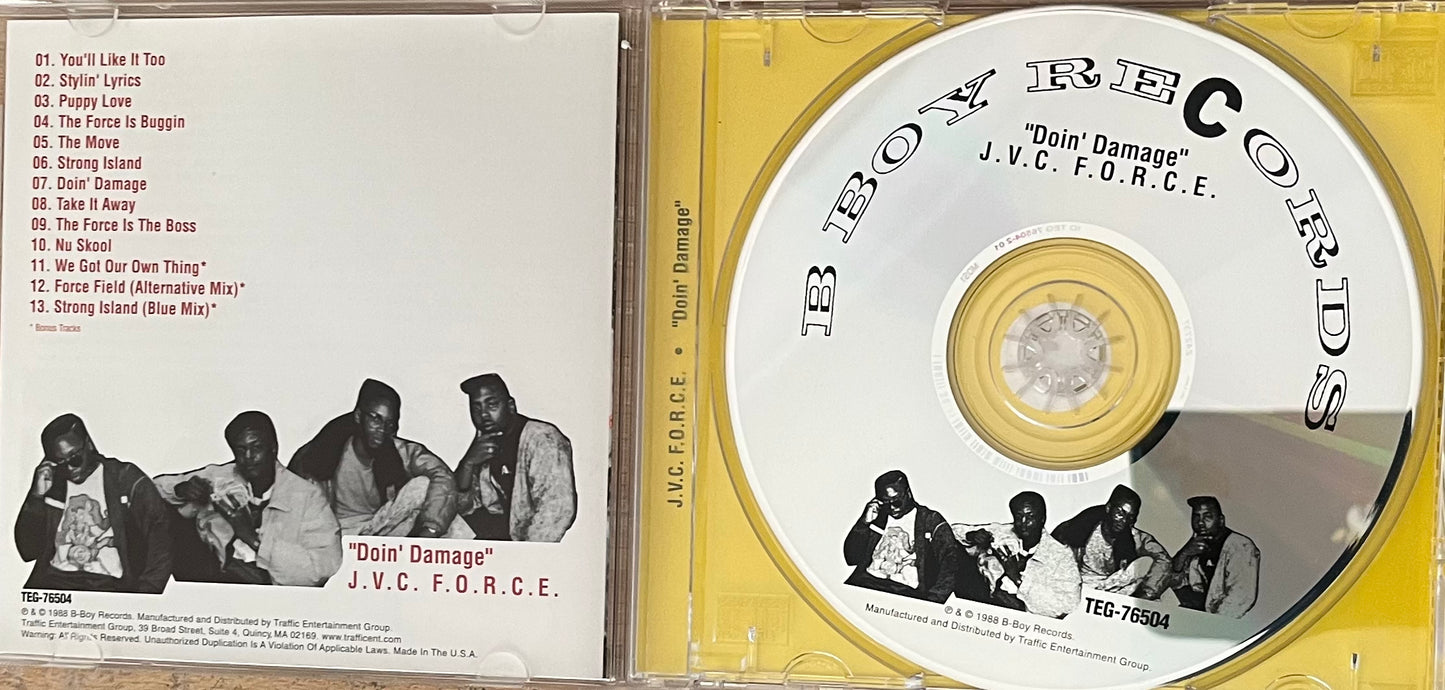 01. You'll Like It Too
02. Stylin' Lyrics
03. Puppy Love
04. The Force Is Buggin
05. The Move
06. Strong Island
07. Doin' Damage
08. Take It Away
09. The Force Is The Boss
10. Nu Skool
11. We Got Our Own Thing*
12. Force Field (Alternative Mix)*
13. Strong Island (Blue Mix)*
* Bonus Tracks
"Doin' Damage"
J.V.C. F.O.R.C.E.
TEG-76504
℗ & © 1988 B-Boy Records. Manufactured and Distributed by Traffic Entertainment Group.
Traffic Entertainment Group, 39 Broad Street, Suite 4, Quincy, MA 02169. www.trafficent.com
Warning: All Rights Reserved. Unauthorized Duplication Is A Violation Of Applicable Laws. Made In The U.S.A.
J.V.C. F.O.R.C.E. • "Doin' Damage"
B BOY RECORDS
"Doin' Damage"
J.V.C. F.O.R.C.E.
TEG-76504
℗ & © 1988 B-Boy Records.
Manufactured and Distributed by Traffic Entertainment Group.